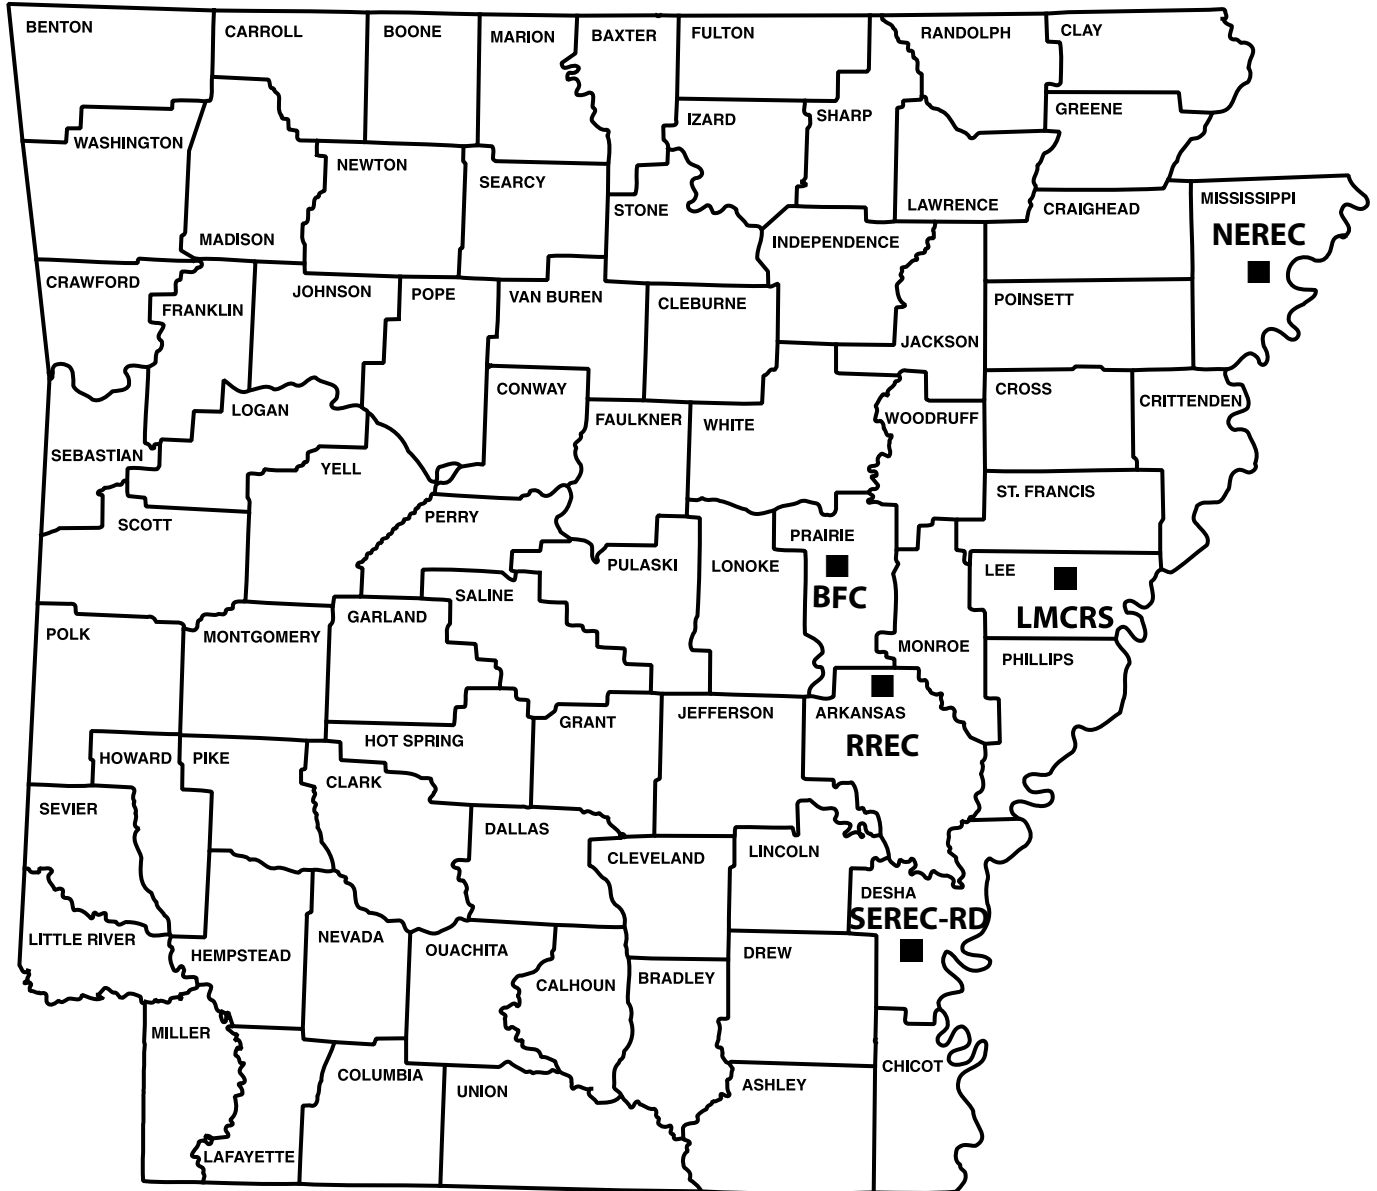 BENTON
CARROLL
BOONE
MARION
BAXTER
FULTON
RANDOLPH
CLAY
GREENE
IZARD
SHARP
WASHINGTON
NEWTON
SEARCY
STONE
LAWRENCE
CRAIGHEAD
MISSISSIPPI
NEREC
MADISON
INDEPENDENCE
CRAWFORD
FRANKLIN
JOHNSON
POPE
VAN BUREN
CLEBURNE
POINSETT
JACKSON
CONWAY
CROSS
CRITTENDEN
LOGAN
FAULKNER
WHITE
WOODRUFF
SEBASTIAN
YELL
ST. FRANCIS
SCOTT
PERRY
PRAIRIE
PULASKI
LONOKE
LEE
BFC
LMCRS
SALINE
GARLAND
POLK
MONTGOMERY
MONROE
PHILLIPS
GRANT
JEFFERSON
ARKANSAS
RREC
HOT SPRING
HOWARD
PIKE
CLARK
SEVIER
DALLAS
CLEVELAND
LINCOLN
DESHA
SEREC-RD
LITTLE RIVER
NEVADA
HEMPSTEAD
OUACHITA
DREW
CALHOUN
BRADLEY
MILLER
CHICOT
COLUMBIA
UNION
ASHLEY
LAFAYETTE